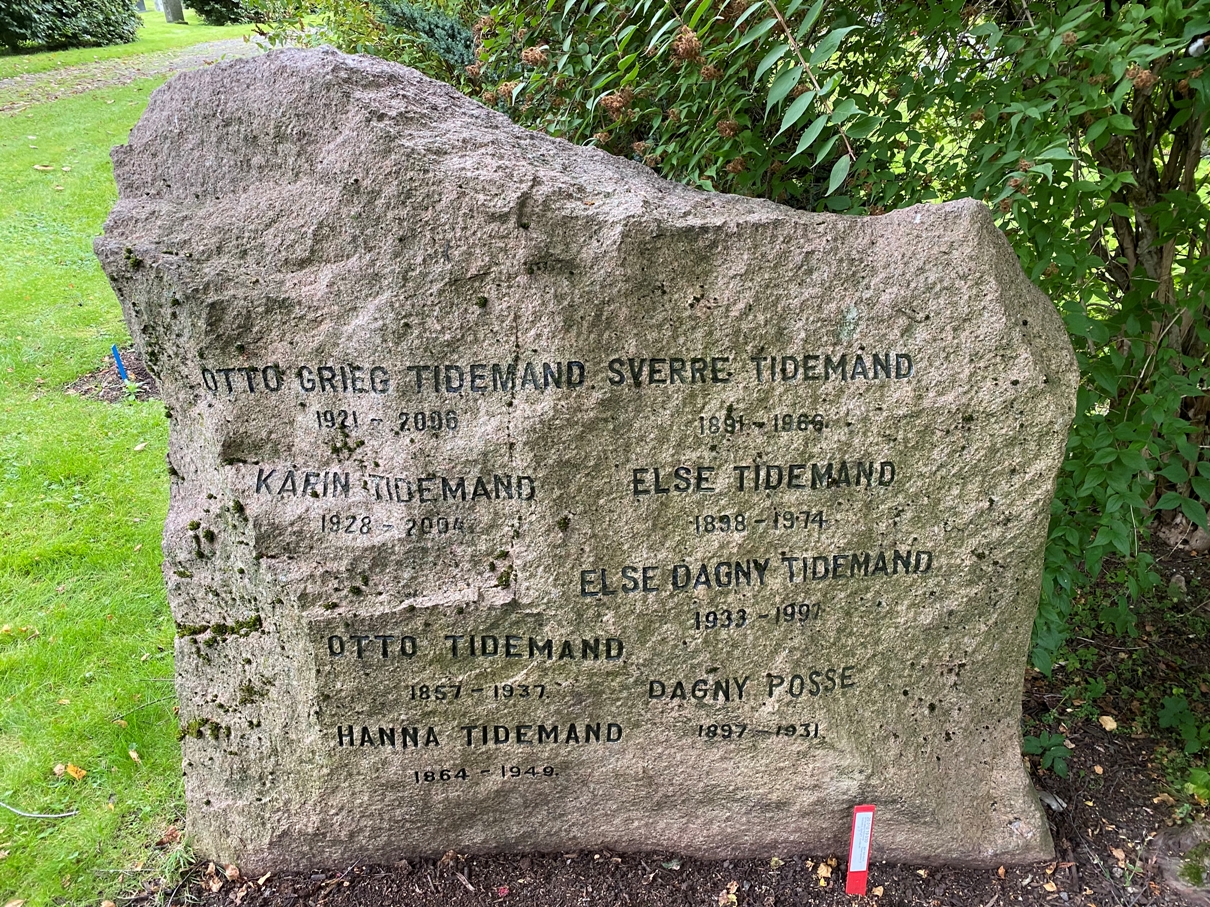 OTTO GRIEG TIDEMAND
1921 - 2006
KARIN TIDEMAND
1928 - 2004
OTTO TIDEMAND
1857 - 1937.
HANNA TIDEMAND
1864 - 1949.
SVERRE TIDEMAND
1891 - 1966.
ELSE TIDEMAND
1898 - 1974
ELSE DAGNY TIDEMAND
1933 - 1997
DAGNY POSSE
1897 - 1931.